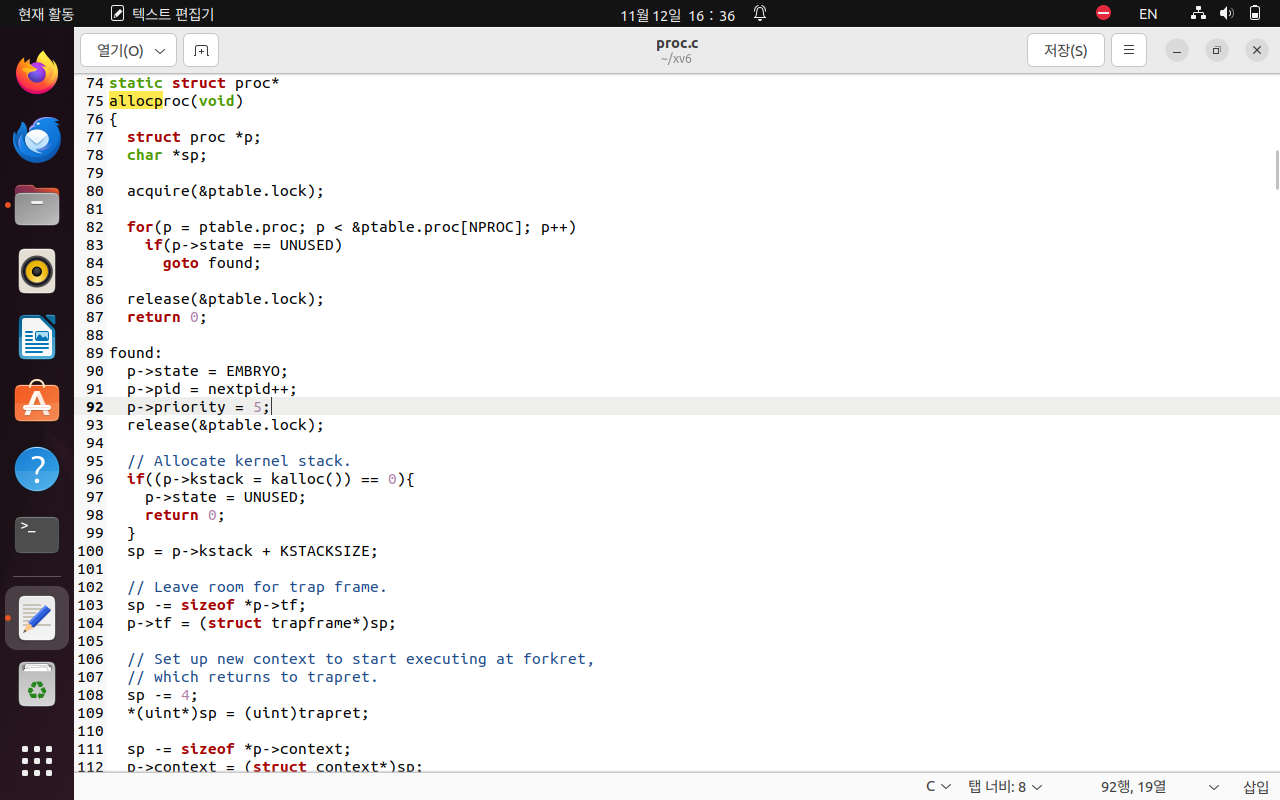 현재 활동 텍스트 편집기 11월 12일 16 : 36 EN
열기(O) proc.c 저장(S)
~/xv6
74 static struct proc*
75 allocproc(void)
76 {
77   struct proc *p;
78   char *sp;
79
80   acquire(&ptable.lock);
81
82   for(p = ptable.proc; p < &ptable.proc[NPROC]; p++)
83     if(p->state == UNUSED)
84       goto found;
85
86   release(&ptable.lock);
87   return 0;
88
89 found:
90   p->state = EMBRYO;
91   p->pid = nextpid++;
92   p->priority = 5;
93   release(&ptable.lock);
94
95   // Allocate kernel stack.
96   if((p->kstack = kalloc()) == 0){
97     p->state = UNUSED;
98     return 0;
99   }
100   sp = p->kstack + KSTACKSIZE;
101
102   // Leave room for trap frame.
103   sp -= sizeof *p->tf;
104   p->tf = (struct trapframe*)sp;
105
106   // Set up new context to start executing at forkret,
107   // which returns to trapret.
108   sp -= 4;
109   *(uint*)sp = (uint)trapret;
110
111   sp -= sizeof *p->context;
112   p->context = (struct context*)sp;
C 탭 너비: 8 92행, 19열 삽입